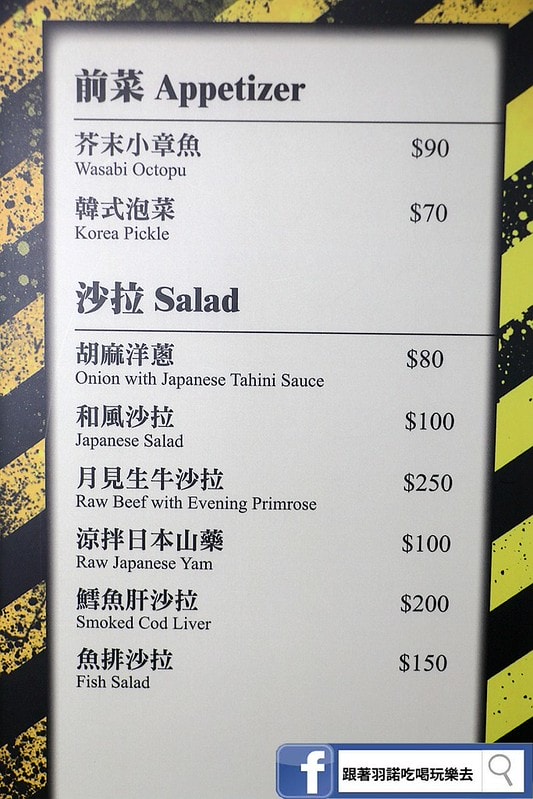 前菜 Appetizer
芥末小章魚 $90
Wasabi Octopu
韓式泡菜 $70
Korea Pickle
沙拉 Salad
胡麻洋蔥 $80
Onion with Japanese Tahini Sauce
和風沙拉 $100
Japanese Salad
月見生牛沙拉 $250
Raw Beef with Evening Primrose
涼拌日本山藥 $100
Raw Japanese Yam
鱈魚肝沙拉 $200
Smoked Cod Liver
魚排沙拉 $150
Fish Salad
f 跟著羽諾吃喝玩樂去